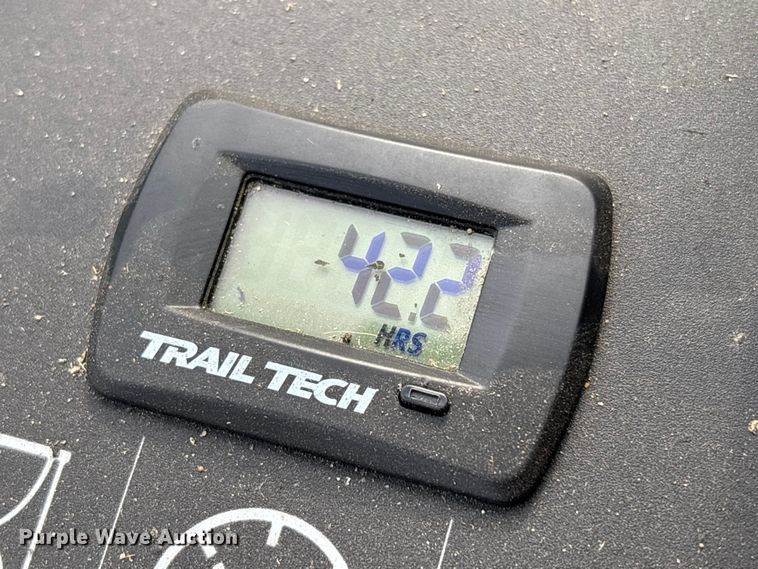 42.2
HRS
TRAIL TECH
Purple Wave Auction